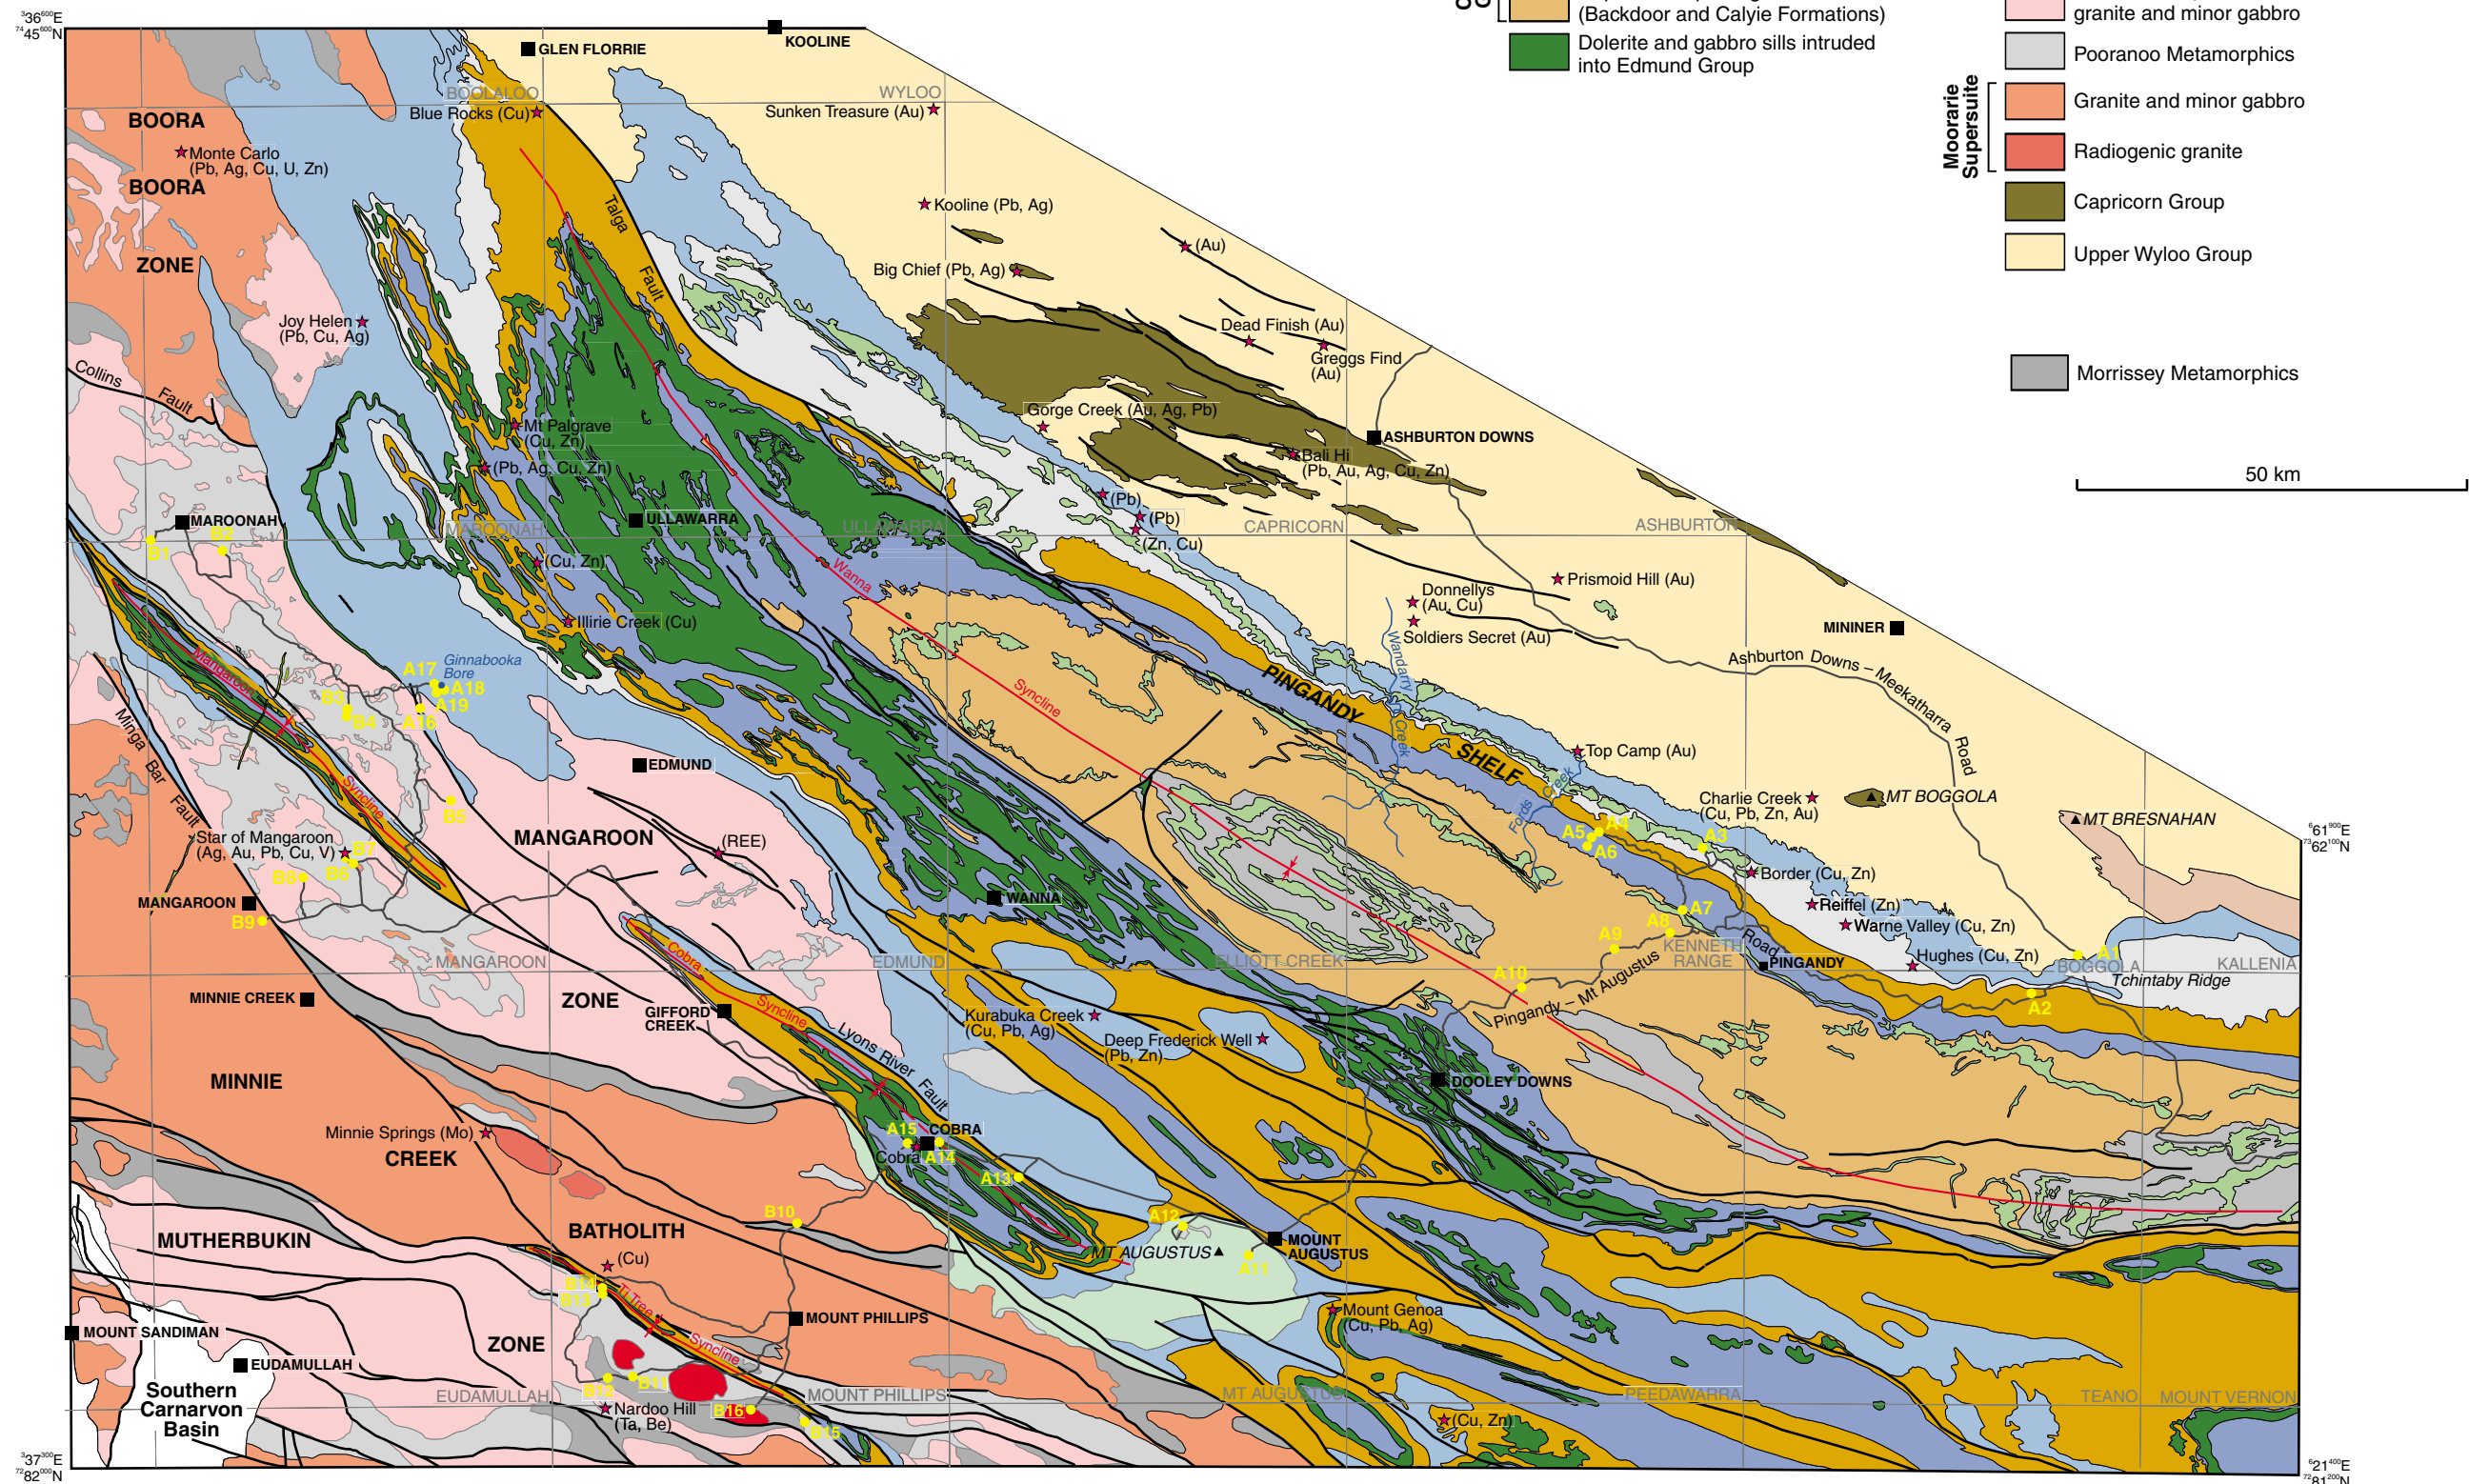 ³36⁶⁰⁰E
⁷⁴45⁶⁰⁰N
GLEN FLORRIE
KOOLINE
(Backdoor and Calyie Formations)
Dolerite and gabbro sills intruded
into Edmund Group
granite and minor gabbro
Pooranoo Metamorphics
Moorarie
Supersuite
Granite and minor gabbro
Radiogenic granite
Capricorn Group
Upper Wyloo Group
Morrissey Metamorphics
50 km
BOOLALOO
WYLOO
Blue Rocks (Cu)
Sunken Treasure (Au)
BOORA
Monte Carlo
(Pb, Ag, Cu, U, Zn)
BOORA
ZONE
Talga
Fault
Kooline (Pb, Ag)
(Au)
Big Chief (Pb, Ag)
Joy Helen
(Pb, Cu, Ag)
Dead Finish (Au)
Greggs Find
(Au)
Collins
Fault
Gorge Creek (Au, Ag, Pb)
Mt Palgrave
(Cu, Zn)
ASHBURTON DOWNS
Bali Hi
(Pb, Au, Ag, Cu, Zn)
(Pb, Ag, Cu, Zn)
(Pb)
(Pb)
(Zn, Cu)
MAROONAH
B1
B2
ULLAWARRA
MAROONAH
ULLAWARRA
CAPRICORN
ASHBURTON
(Cu, Zn)
Wanna
Syncline
Prismoid Hill (Au)
Donnellys
(Au, Cu)
Soldiers Secret (Au)
Illirie Creek (Cu)
MININER
Wandarry
Creek
Ashburton Downs – Meekatharra
Road
Mangaroon
Syncline
Ginnabooka
Bore
A17
A18
A19
A16
B3
B4
PINGANDY
SHELF
Minga
Bar
Fault
EDMUND
Top Camp (Au)
Fords Creek
Charlie Creek
(Cu, Pb, Zn, Au)
MT BOGGOLA
MT BRESNAHAN
⁶61⁹⁰⁰E
⁷³62¹⁰⁰N
B5
MANGAROON
(REE)
A5
A4
A6
A3
Star of Mangaroon
(Ag, Au, Pb, Cu, V)
B7
B6
B8
Border (Cu, Zn)
MANGAROON
B9
WANNA
A7
A8
A9
Reiffel (Zn)
Warne Valley (Cu, Zn)
Hughes (Cu, Zn)
Road
PINGANDY
A1
MANGAROON
EDMUND
ELLIOTT CREEK
KENNETH
RANGE
BOGGOLA
KALLENIA
Tchintaby Ridge
A10
A2
Pingandy – Mt Augustus
Cobra
Syncline
MINNIE CREEK
ZONE
GIFFORD
CREEK
Lyons River Fault
Kurabuka Creek
(Cu, Pb, Ag)
Deep Frederick Well
(Pb, Zn)
DOOLEY DOWNS
MINNIE
Minnie Springs (Mo)
CREEK
A15
COBRA
Cobra
A14
A13
B10
BATHOLITH
A12
MUTHERBUKIN
(Cu)
MT AUGUSTUS
A11
MOUNT
AUGUSTUS
B13
Ti Tree
Syncline
MOUNT PHILLIPS
Mount Genoa
(Cu, Pb, Ag)
MOUNT SANDIMAN
ZONE
EUDAMULLAH
Southern
Carnarvon
Basin
B12
B11
EUDAMULLAH
MOUNT PHILLIPS
MT AUGUSTUS
PEEDAWARRA
TEANO
MOUNT VERNON
Nardoo Hill
(Ta, Be)
B16
B15
(Cu, Zn)
³37³⁰⁰E
⁷²82⁰⁰⁰N
⁶21⁴⁰⁰E
⁷²81²⁰⁰N